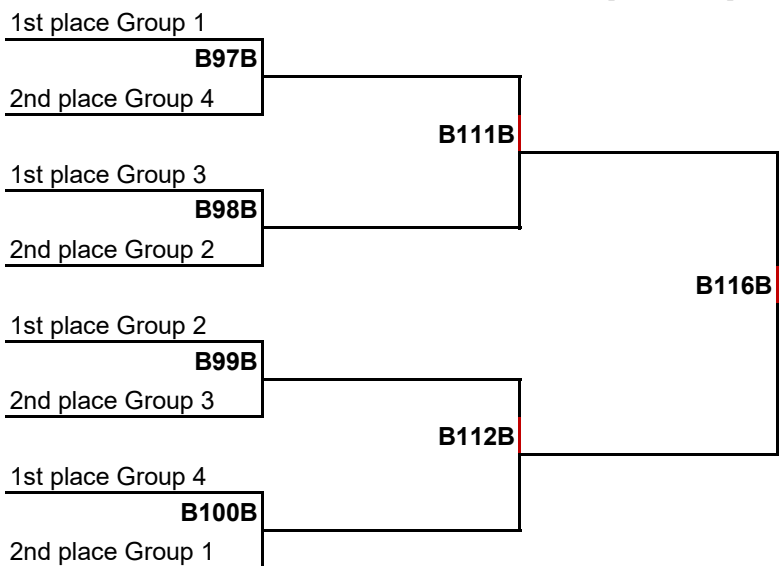 1st place Group 1
B97B
2nd place Group 4
B111B
1st place Group 3
B98B
2nd place Group 2
B116B
1st place Group 2
B99B
2nd place Group 3
B112B
1st place Group 4
B100B
2nd place Group 1